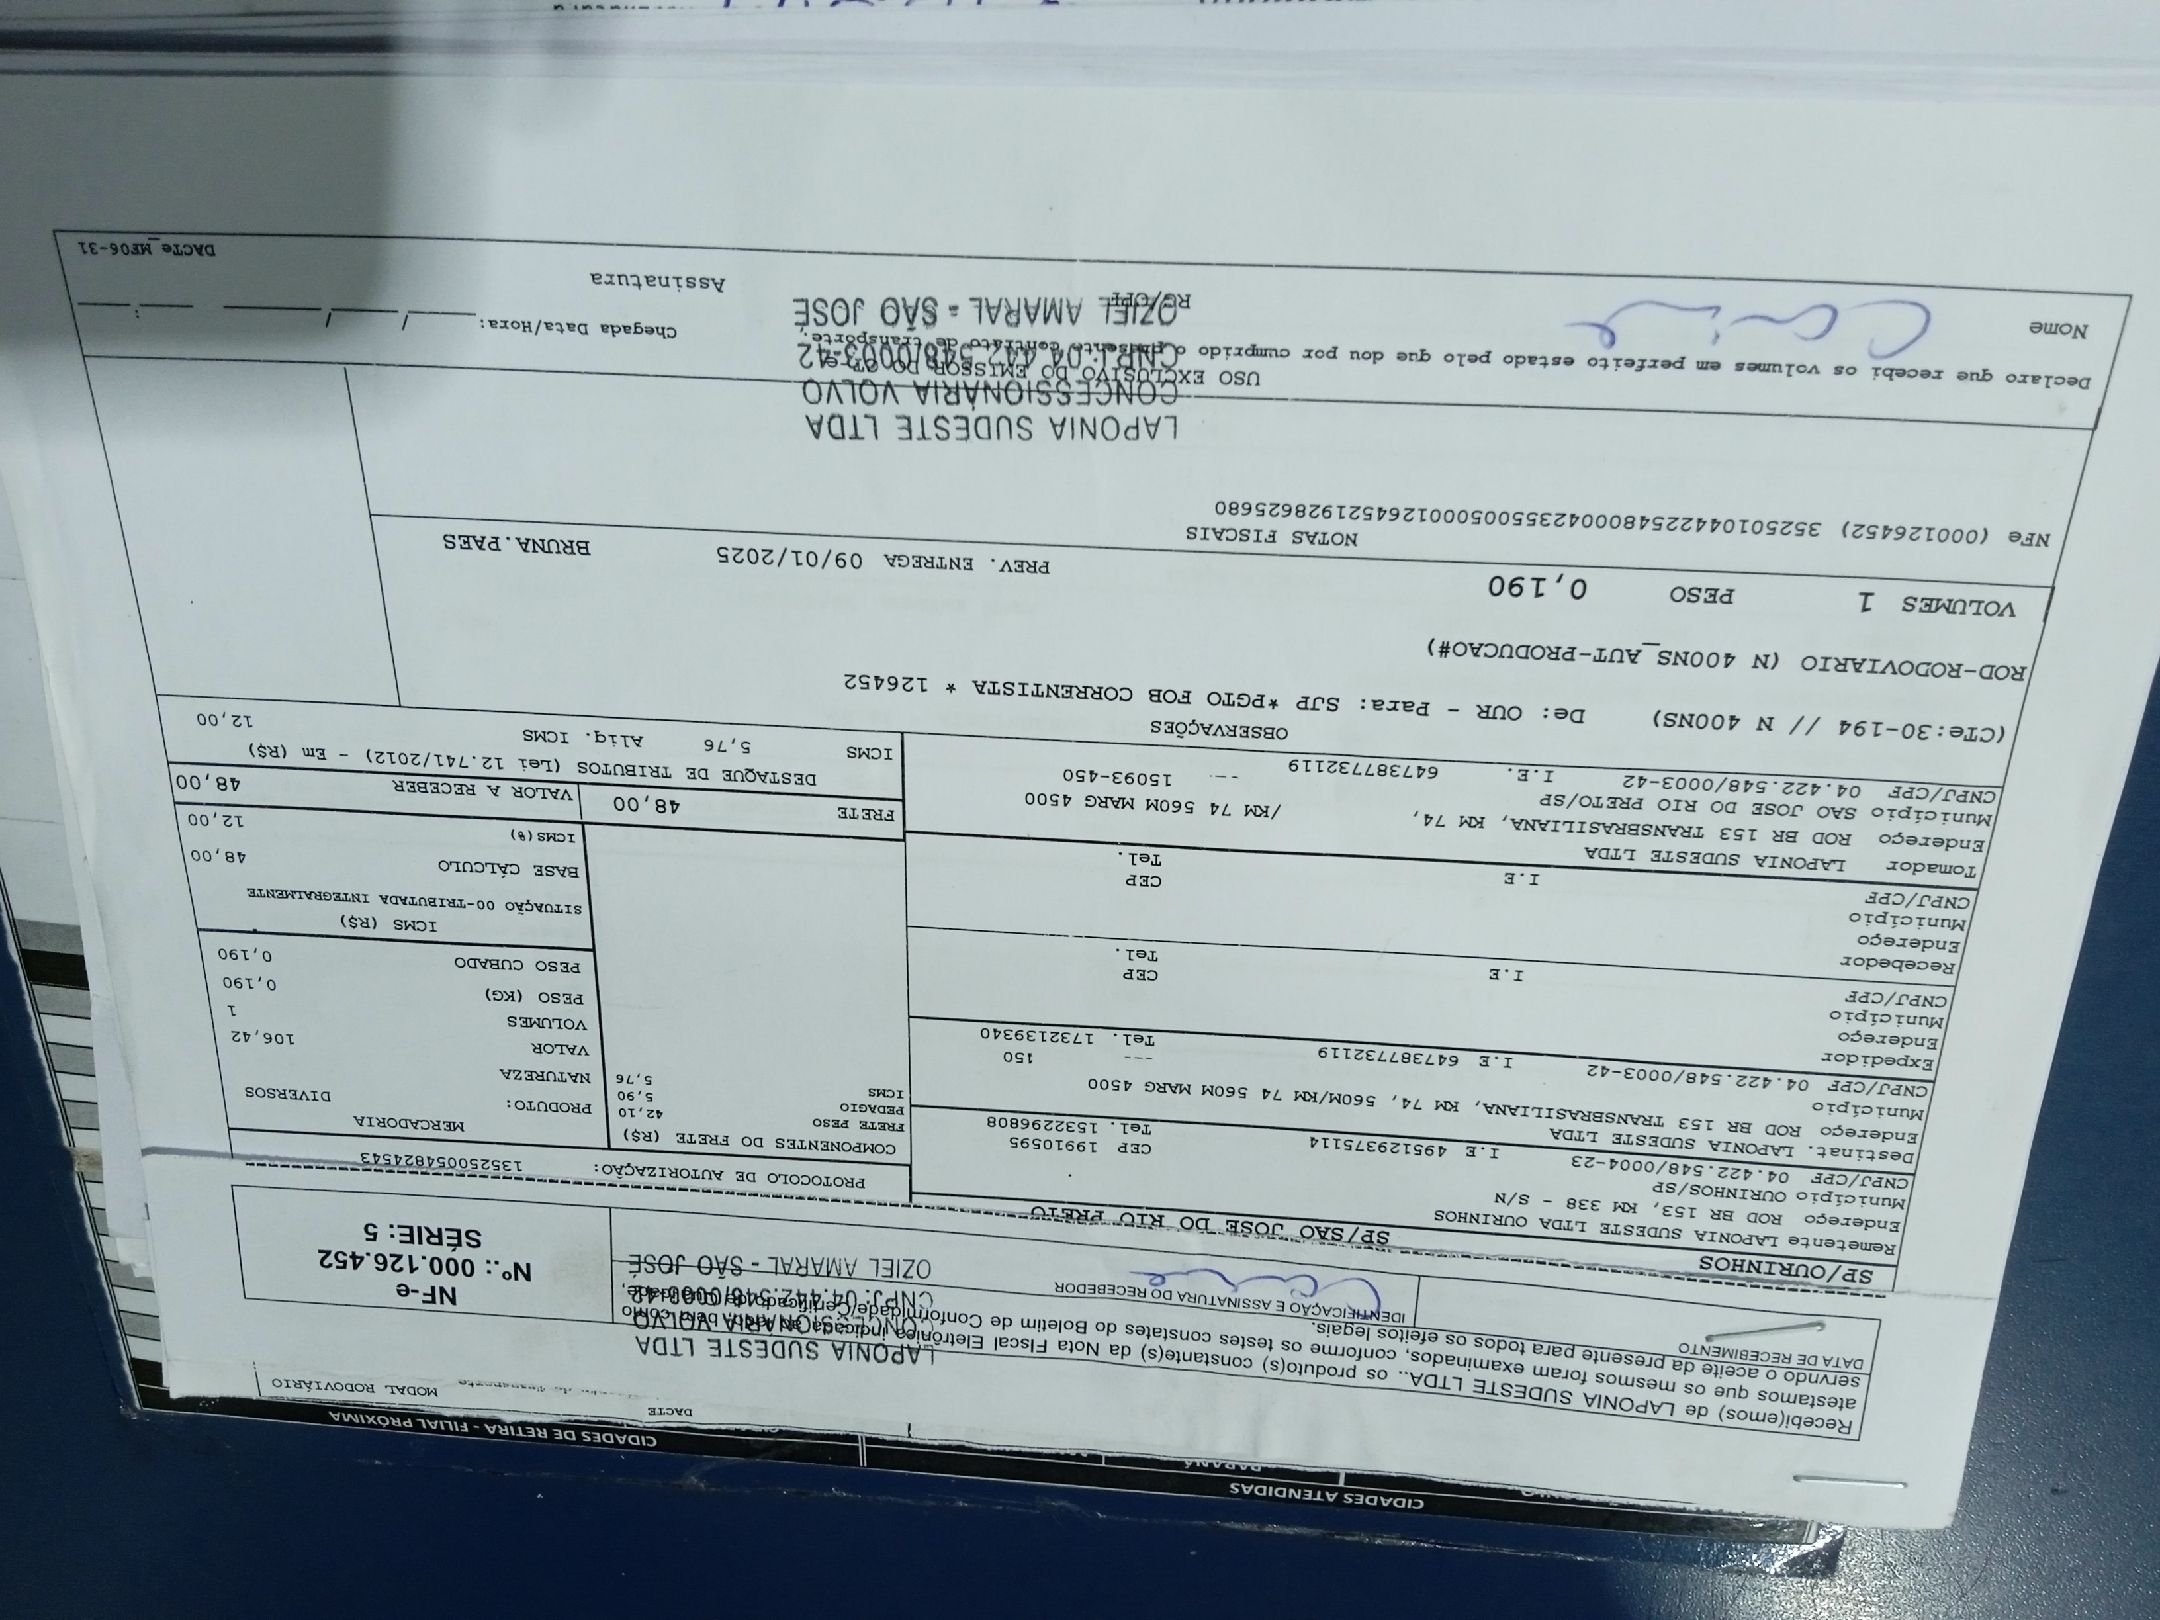 CIDADES ATENDIDAS
PARANÁ
CIDADES DE RETIRA - FILIAL PRÓXIMA
DACTE
MODAL RODOVIÁRIO
Recebi(emos) de LAPONIA SUDESTE LTDA.. os produto(s) constante(s) da Nota Fiscal Eletrônica indicada ao lado, bem como
atestamos que os mesmos foram examinados, conforme os testes constates do Boletim de Conformidade/Certificado de Qualidade,
servndo o aceite da presente para todos os efeitos legais.
DATA DE RECEBIMENTO
IDENTIFICAÇÃO E ASSINATURA DO RECEBEDOR
LAPONIA SUDESTE LTDA
CONCESSIONÁRIA VOLVO
CNPJ: 04.442.548/0003-42
OZIEL AMARAL - SÃO JOSÉ
NF-e
Nº.: 000.126.452
SÉRIE: 5
SP/OURINHOS
SP/SAO JOSE DO RIO PRETO
Remetente LAPONIA SUDESTE LTDA OURINHOS
Endereço ROD BR 153, KM 338 - S/N
Município OURINHOS/SP
CEP 19910595
CNPJ/CPF 04.422.548/0004-23
I.E 495129375114
Tel. 1532296808
Destinat. LAPONIA SUDESTE LTDA
Endereço ROD BR 153 TRANSBRASILIANA, KM 74, 560M/KM 74 560M MARG 4500
Município
--- 150
CNPJ/CPF 04.422.548/0003-42
I.E 647387732119
Tel. 1732139340
Expedidor
Endereço
Município
CEP
CNPJ/CPF
I.E
Tel.
Recebedor
Endereço
Município
CEP
CNPJ/CPF
I.E
Tel.
Tomador LAPONIA SUDESTE LTDA
Endereço ROD BR 153 TRANSBRASILIANA, KM 74, /KM 74 560M MARG 4500
Município SAO JOSE DO RIO PRETO/SP
--- 15093-450
CNPJ/CPF 04.422.548/0003-42
I.E. 647387732119
PROTOCOLO DE AUTORIZAÇÃO: 135250054824543
COMPONENTES DO FRETE (R$)
FRETE PESO 42,10
PEDAGIO 5,90
ICMS 5,76
MERCADORIA
PRODUTO: DIVERSOS
NATUREZA
VALOR 106,42
VOLUMES 1
PESO (KG) 0,190
PESO CUBADO 0,190
ICMS (R$)
SITUAÇÃO 00-TRIBUTADA INTEGRALMENTE
BASE CÁLCULO 48,00
ICMS(%) 12,00
FRETE 48,00
VALOR A RECEBER 48,00
DESTAQUE DE TRIBUTOS (Lei 12.741/2012) - Em (R$)
ICMS 5,76
Aliq. ICMS 12,00
OBSERVAÇÕES
(CTe:30-194 // N 400NS) De: OUR - Para: SJP *PGTO FOB CORRENTISTA * 126452
ROD-RODOVIARIO (N 400NS_AUT-PRODUCAO#)
VOLUMES 1 PESO 0,190
PREV. ENTREGA 09/01/2025
BRUNA.PAES
NOTAS FISCAIS
NFe (000126452) 35250104422548000423550050001264521928625680
LAPONIA SUDESTE LTDA
CONCESSIONÁRIA VOLVO
CNPJ: 04.442.548/0003-42
OZIEL AMARAL - SÃO JOSÉ
USO EXCLUSIVO DO EMISSOR DO CT-e
Declaro que recebi os volumes em perfeito estado pelo que dou por cumprido o presente contrato de transporte.
Nome
RG/CPF
Chegada Data/Hora: ____/____/____ ___:___
Assinatura
DACTe_MF06-31